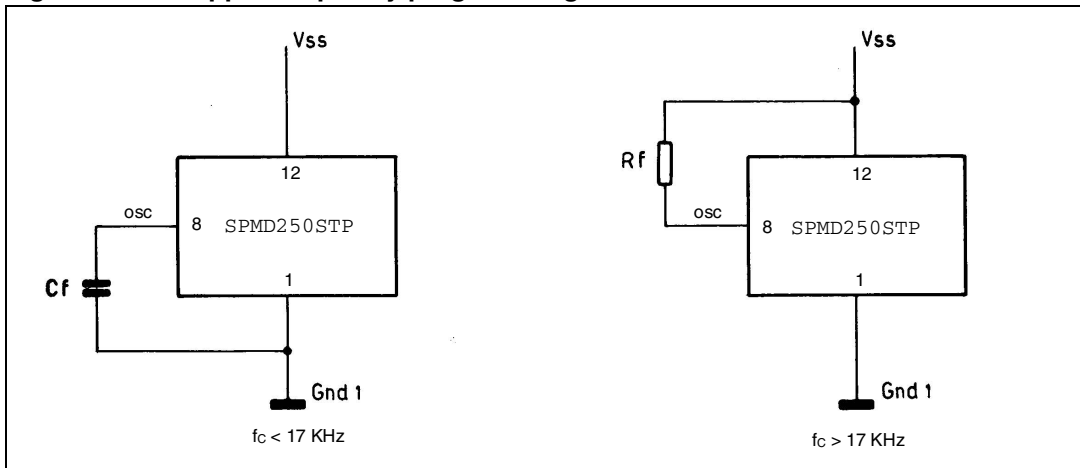 Vss
12
osc
8 SPMD250STP
Cf
1
Gnd 1
fC < 17 KHz
Vss
Rf
12
osc
8 SPMD250STP
1
Gnd 1
fC > 17 KHz